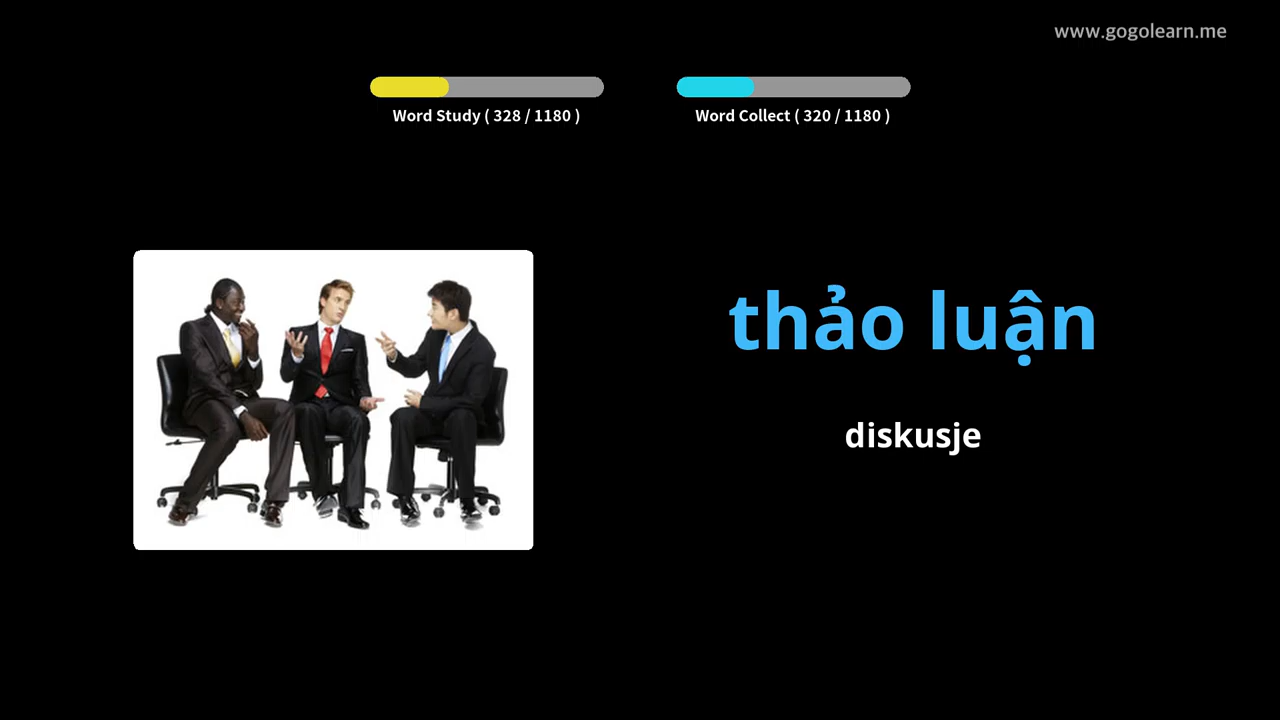 www.gogolearn.me
Word Study ( 328 / 1180 )
Word Collect ( 320 / 1180 )
thảo luận
diskusje